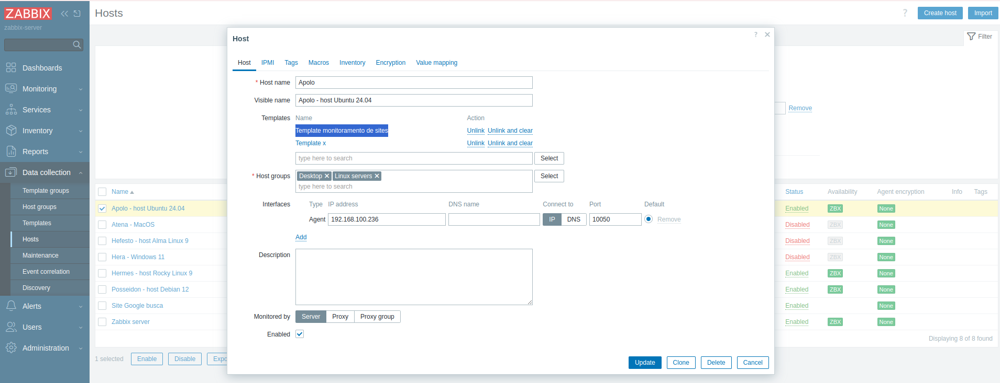 ZABBIX
zabbix-server
Dashboards
Monitoring
Services
Inventory
Reports
Data collection
Template groups
Host groups
Templates
Hosts
Maintenance
Event correlation
Discovery
Alerts
Users
Administration
Hosts
? Create host Import
Filter
Remove
Host
?
Host IPMI Tags Macros Inventory Encryption Value mapping
* Host name Apolo
Visible name Apolo - host Ubuntu 24.04
Templates Name Action
Template monitoramento de sites Unlink Unlink and clear
Template x Unlink Unlink and clear
type here to search Select
* Host groups Desktop Linux servers Select
type here to search
Interfaces Type IP address DNS name Connect to Port Default
Agent 192.168.100.236 IP DNS 10050 Remove
Add
Description
Monitored by Server Proxy Proxy group
Enabled
Update Clone Delete Cancel
Name Status Availability Agent encryption Info Tags
Apolo - host Ubuntu 24.04 Enabled ZBX None
Atena - MacOS Disabled ZBX None
Hefesto - host Alma Linux 9 Disabled ZBX None
Hera - Windows 11 Disabled ZBX None
Hermes - host Rocky Linux 9 Enabled ZBX None
Posseidon - host Debian 12 Enabled ZBX None
Site Google busca Enabled None
Zabbix server Enabled ZBX None
Displaying 8 of 8 found
1 selected Enable Disable Expo